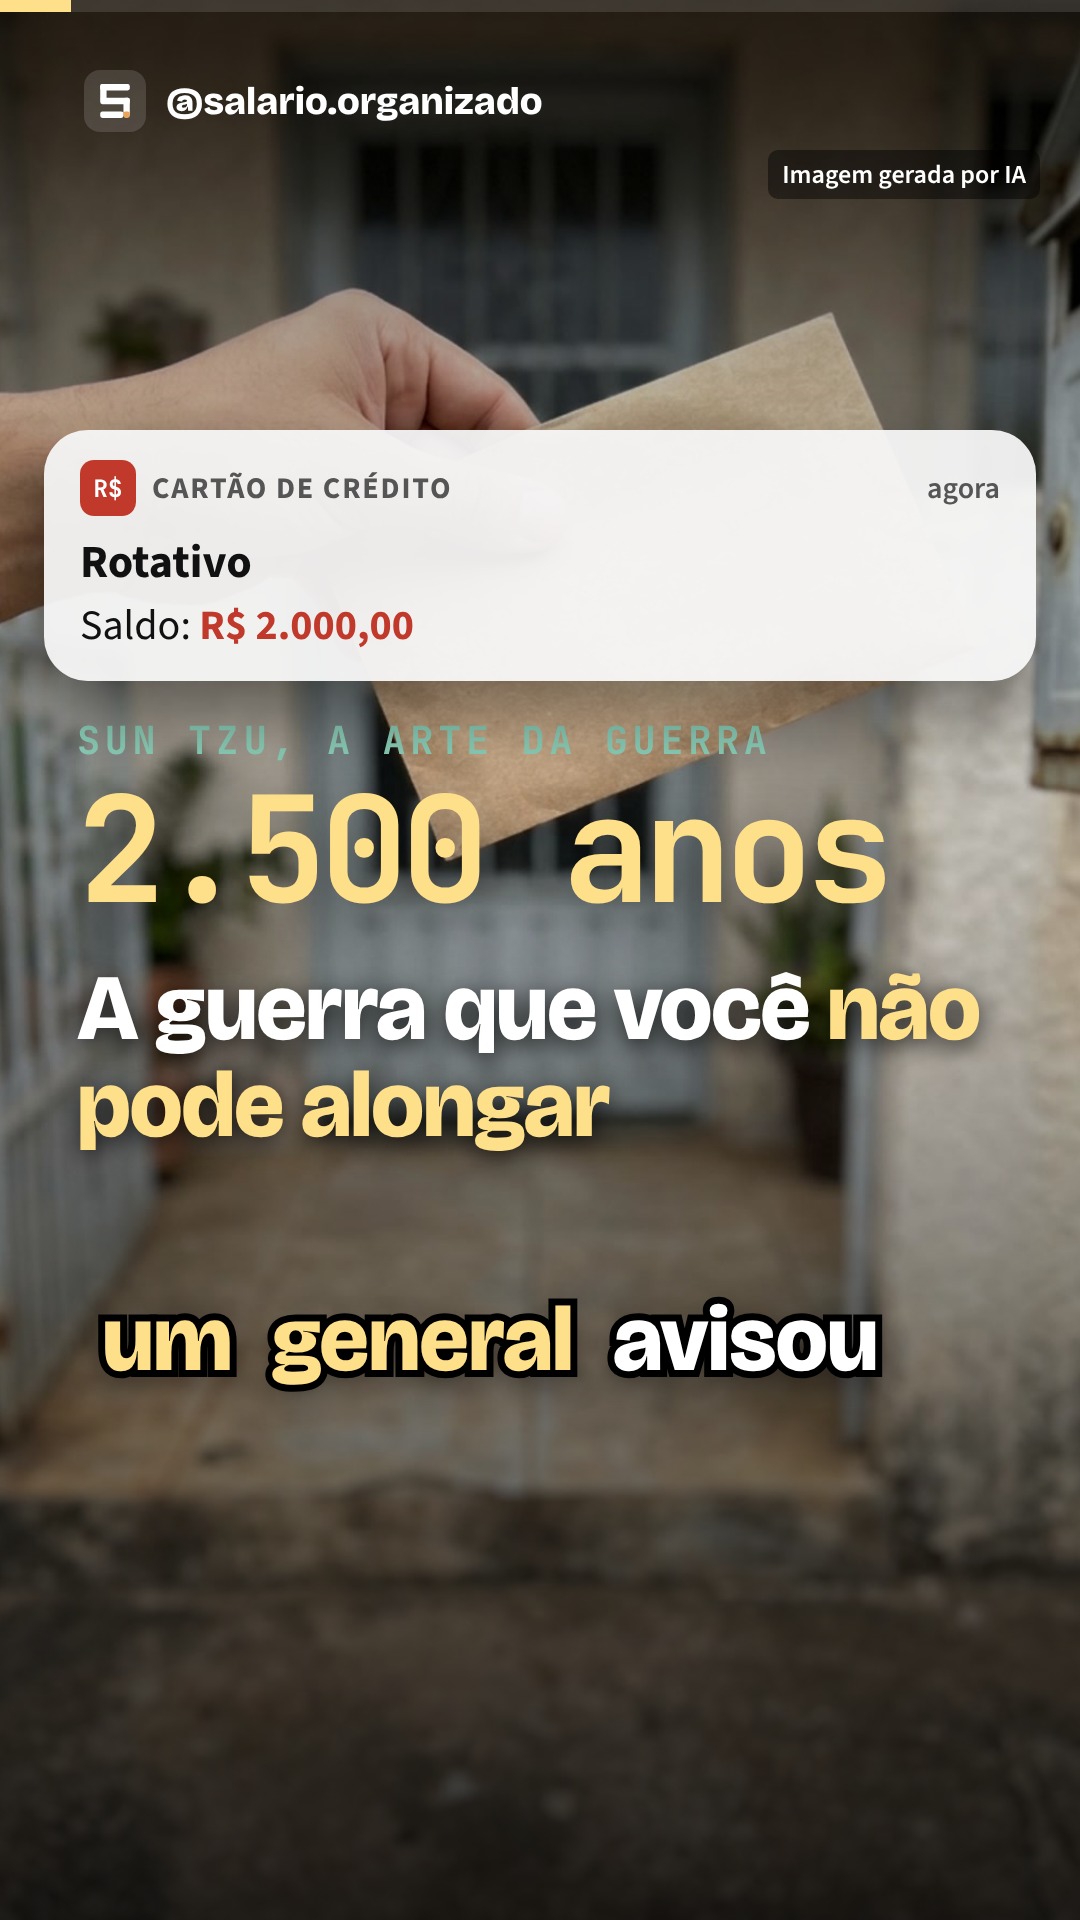 @salario.organizado
Imagem gerada por IA
R$ CARTÃO DE CRÉDITO agora
Rotativo
Saldo: R$ 2.000,00
SUN TZU, A ARTE DA GUERRA
2.500 anos
A guerra que você não
pode alongar
um general avisou